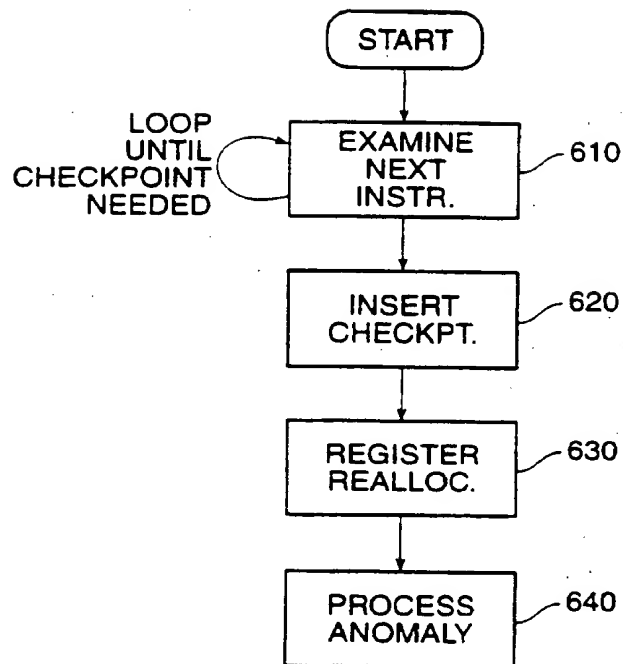 START
LOOP
UNTIL
CHECKPOINT
NEEDED
EXAMINE
NEXT
INSTR.
610
INSERT
CHECKPT.
620
REGISTER
REALLOC.
630
PROCESS
ANOMALY
640